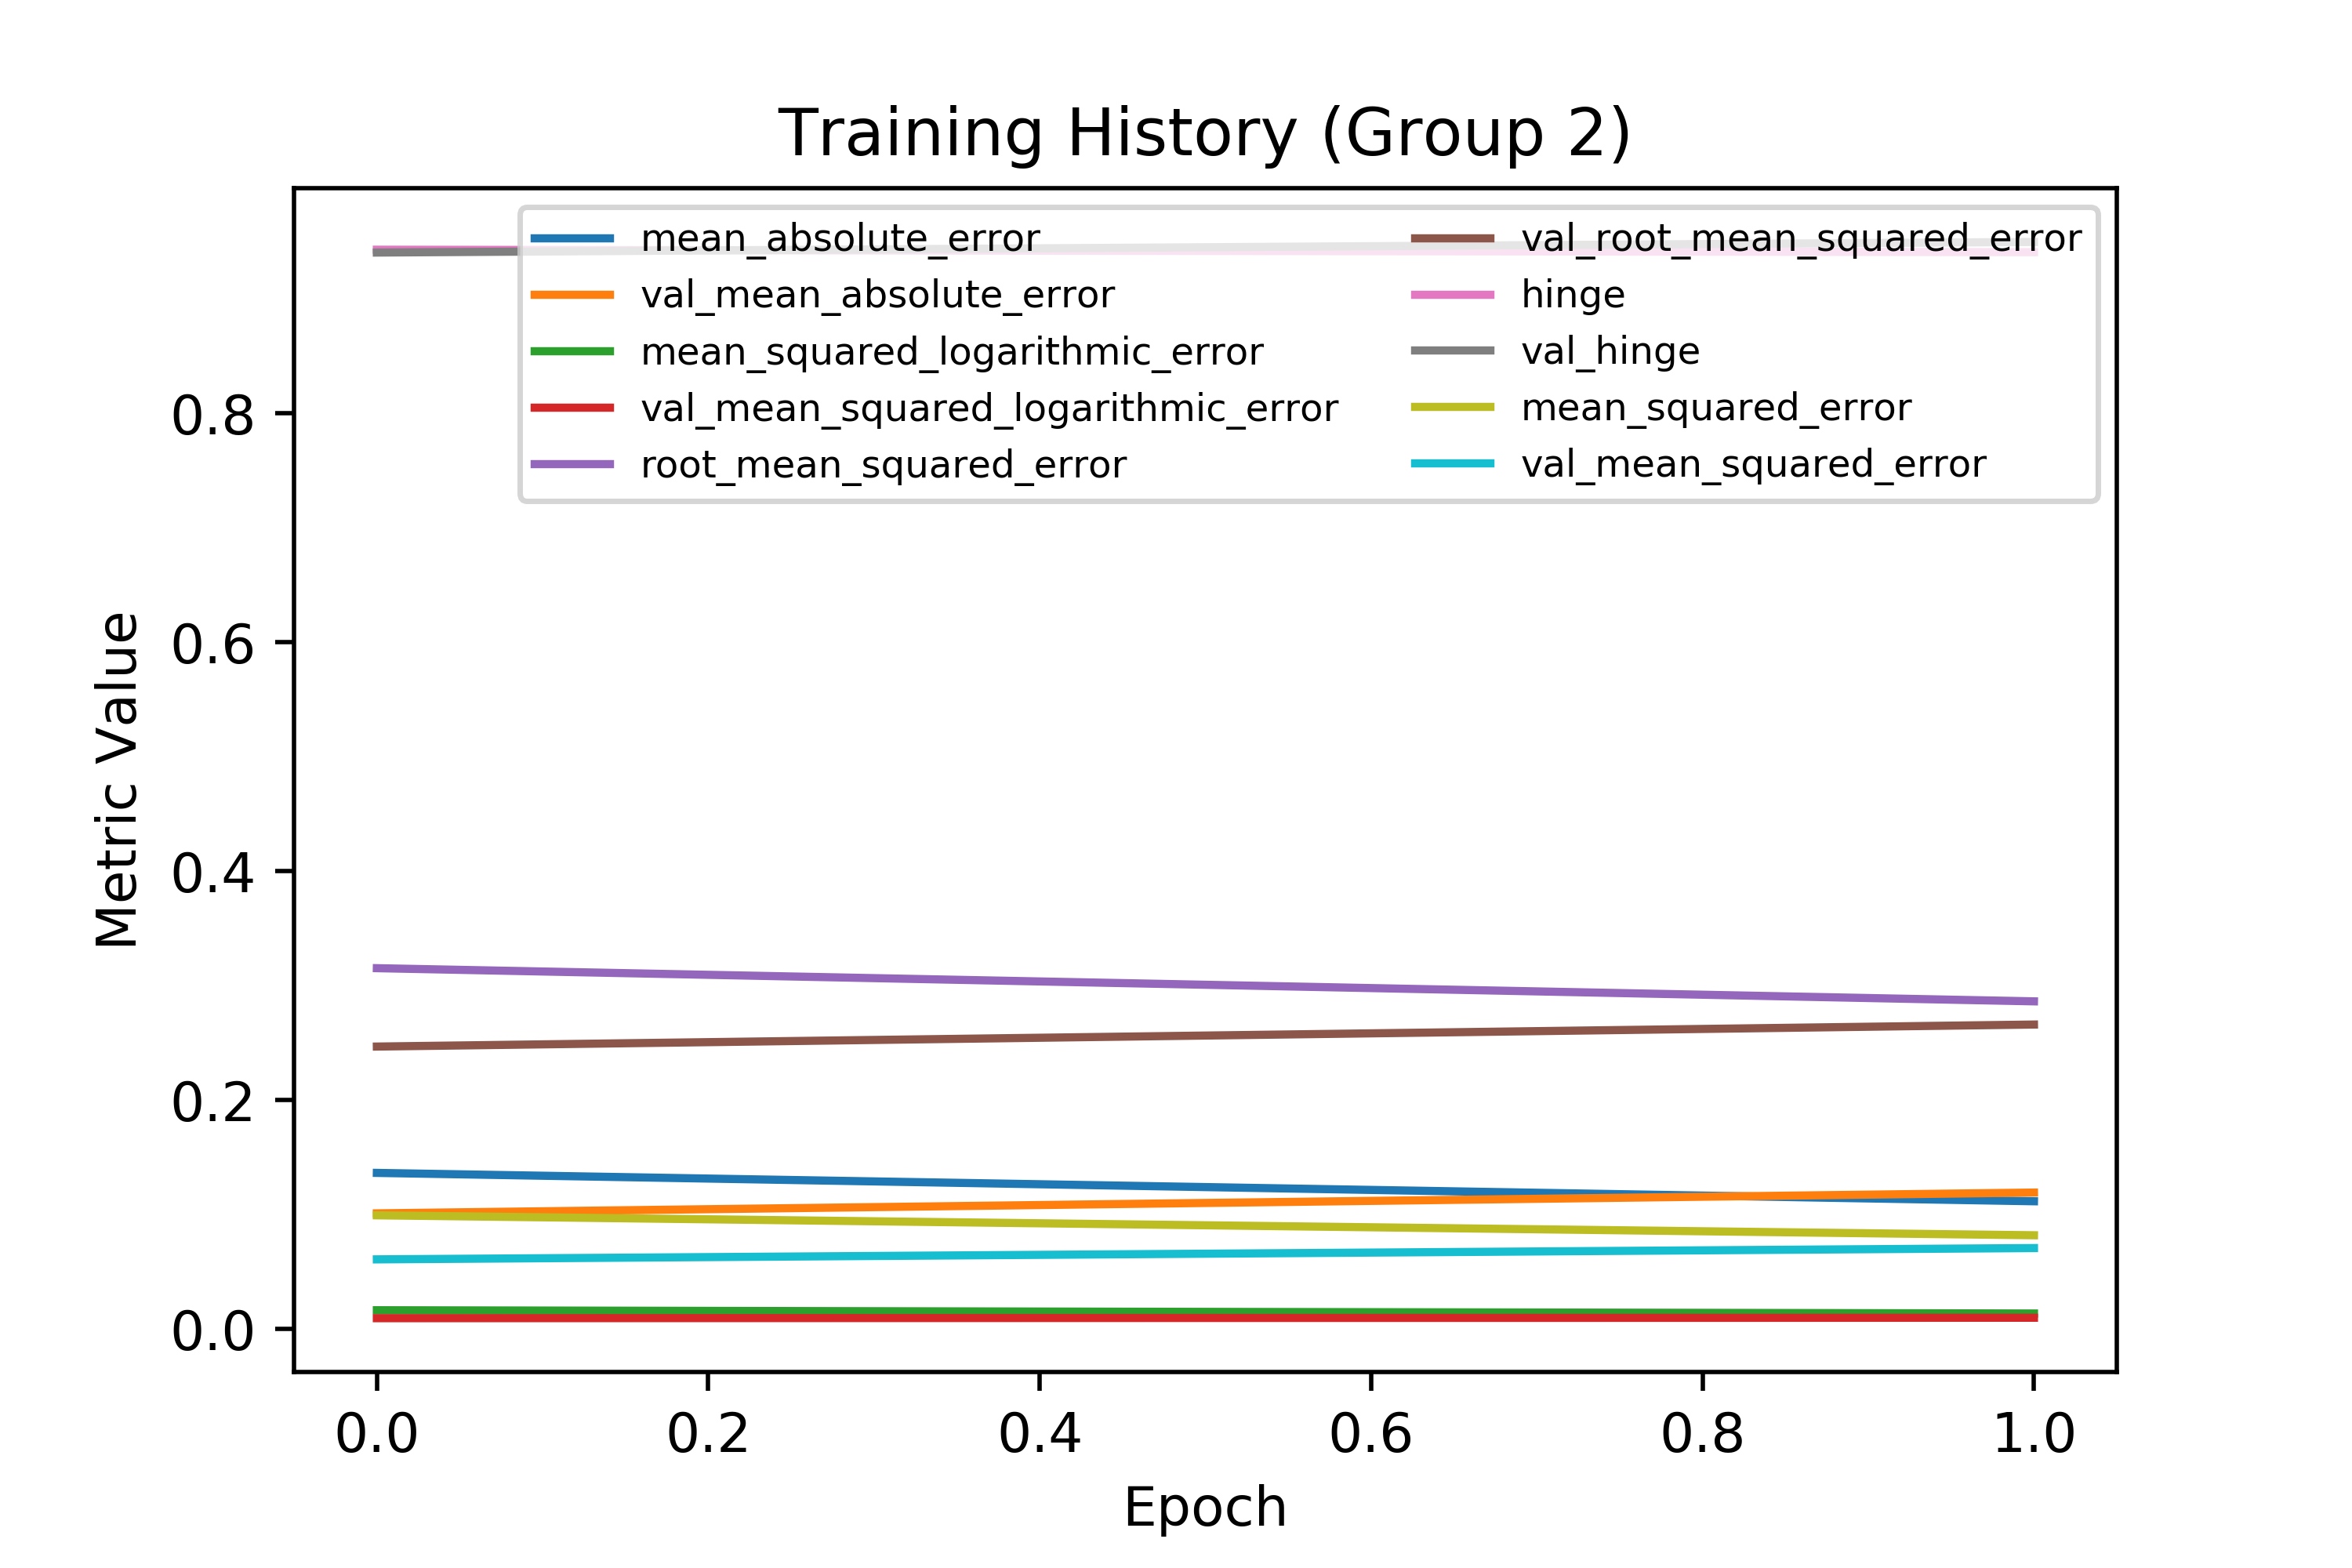 Training History (Group 2)
mean_absolute_error
val_mean_absolute_error
mean_squared_logarithmic_error
val_mean_squared_logarithmic_error
root_mean_squared_error
val_root_mean_squared_error
hinge
val_hinge
mean_squared_error
val_mean_squared_error
Metric Value
0.8
0.6
0.4
0.2
0.0
0.0 0.2 0.4 0.6 0.8 1.0
Epoch